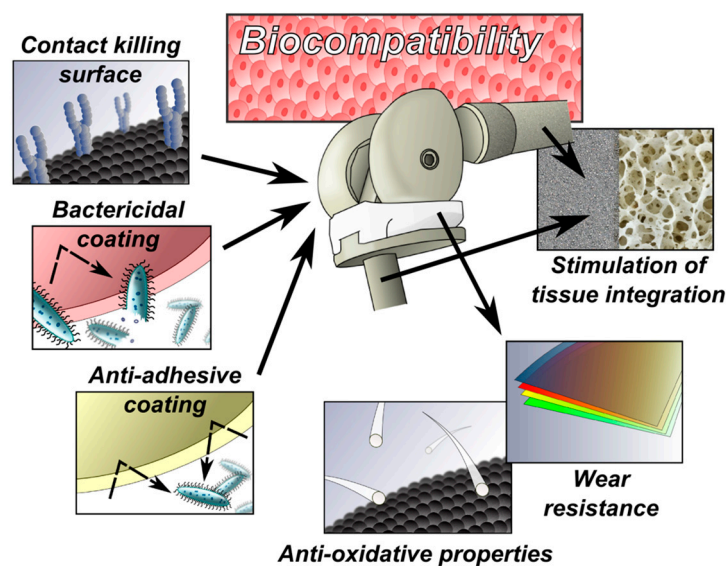 Biocompatibility
Contact killing
surface
Bactericidal
coating
Anti-adhesive
coating
Stimulation of
tissue integration
Wear
resistance
Anti-oxidative properties